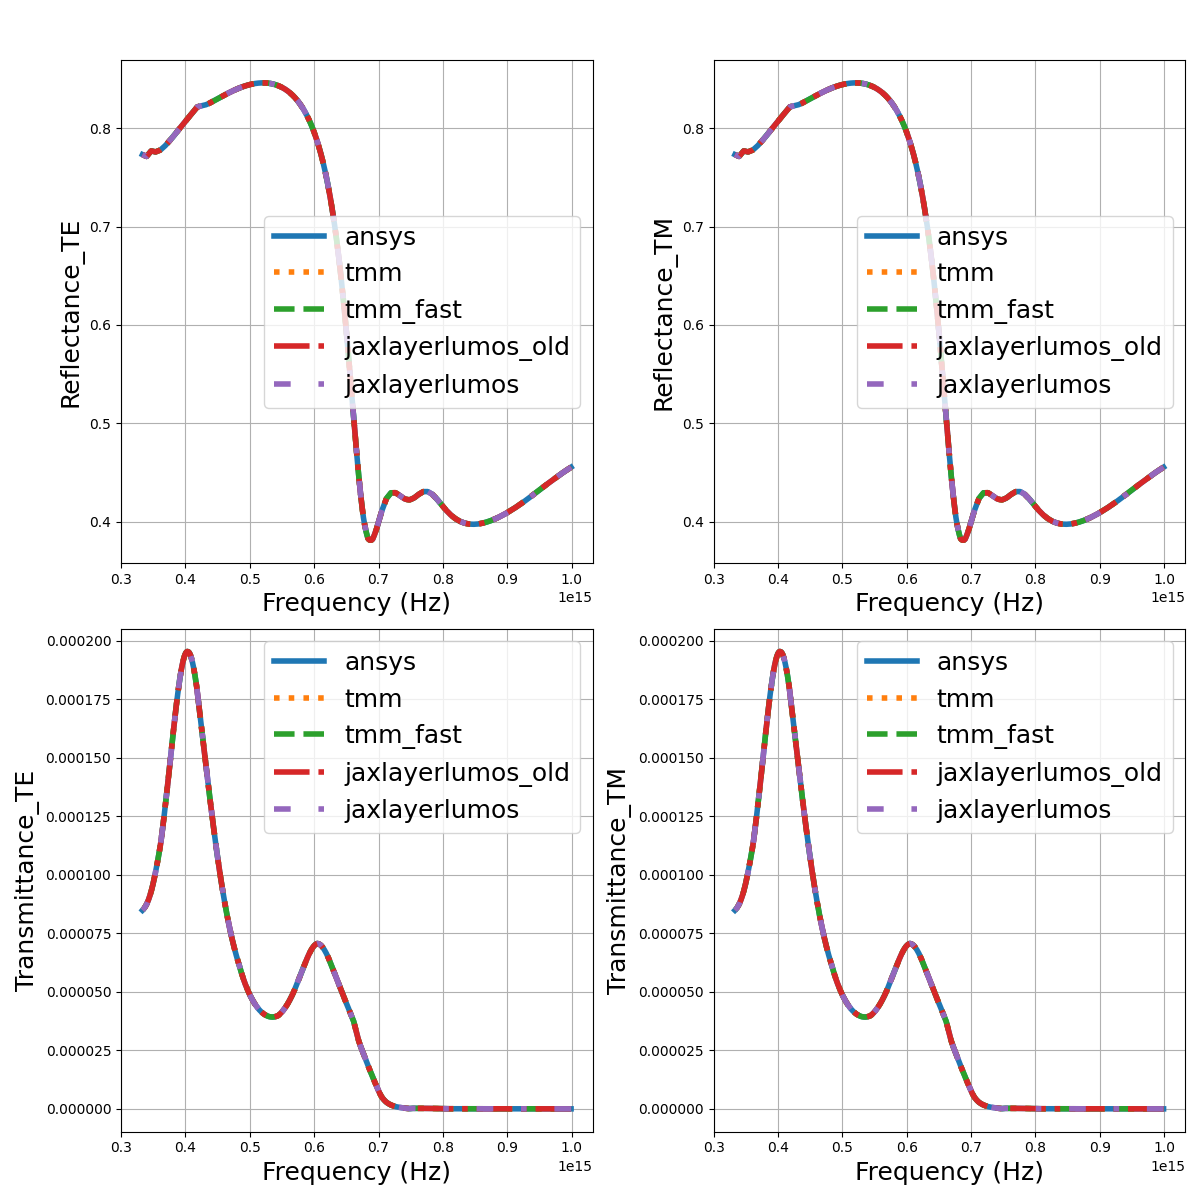 Reflectance_TE
0.8
0.7
0.6
0.5
0.4
ansys
tmm
tmm_fast
jaxlayerlumos_old
jaxlayerlumos
0.3 0.4 0.5 0.6 0.7 0.8 0.9 1.0
1e15
Frequency (Hz)
Reflectance_TM
0.8
0.7
0.6
0.5
0.4
ansys
tmm
tmm_fast
jaxlayerlumos_old
jaxlayerlumos
0.3 0.4 0.5 0.6 0.7 0.8 0.9 1.0
1e15
Frequency (Hz)
Transmittance_TE
0.000200
0.000175
0.000150
0.000125
0.000100
0.000075
0.000050
0.000025
0.000000
ansys
tmm
tmm_fast
jaxlayerlumos_old
jaxlayerlumos
0.3 0.4 0.5 0.6 0.7 0.8 0.9 1.0
1e15
Frequency (Hz)
Transmittance_TM
0.000200
0.000175
0.000150
0.000125
0.000100
0.000075
0.000050
0.000025
0.000000
ansys
tmm
tmm_fast
jaxlayerlumos_old
jaxlayerlumos
0.3 0.4 0.5 0.6 0.7 0.8 0.9 1.0
1e15
Frequency (Hz)